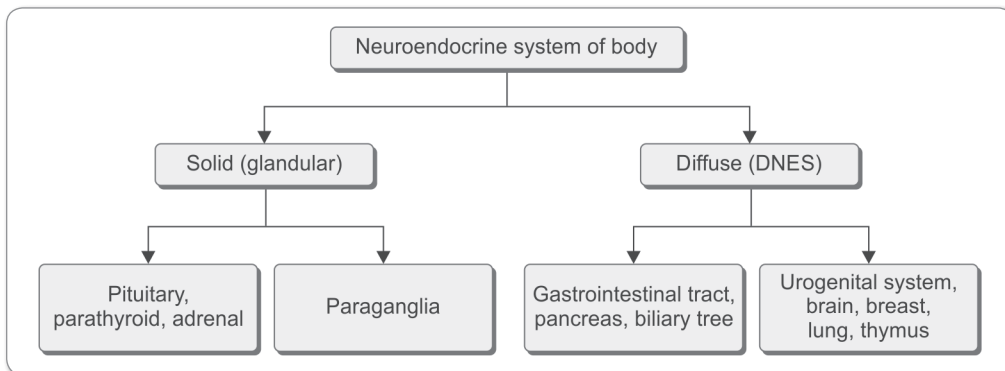 Neuroendocrine system of body
Solid (glandular)
Diffuse (DNES)
Pituitary,
parathyroid, adrenal
Paraganglia
Gastrointestinal tract,
pancreas, biliary tree
Urogenital system,
brain, breast,
lung, thymus